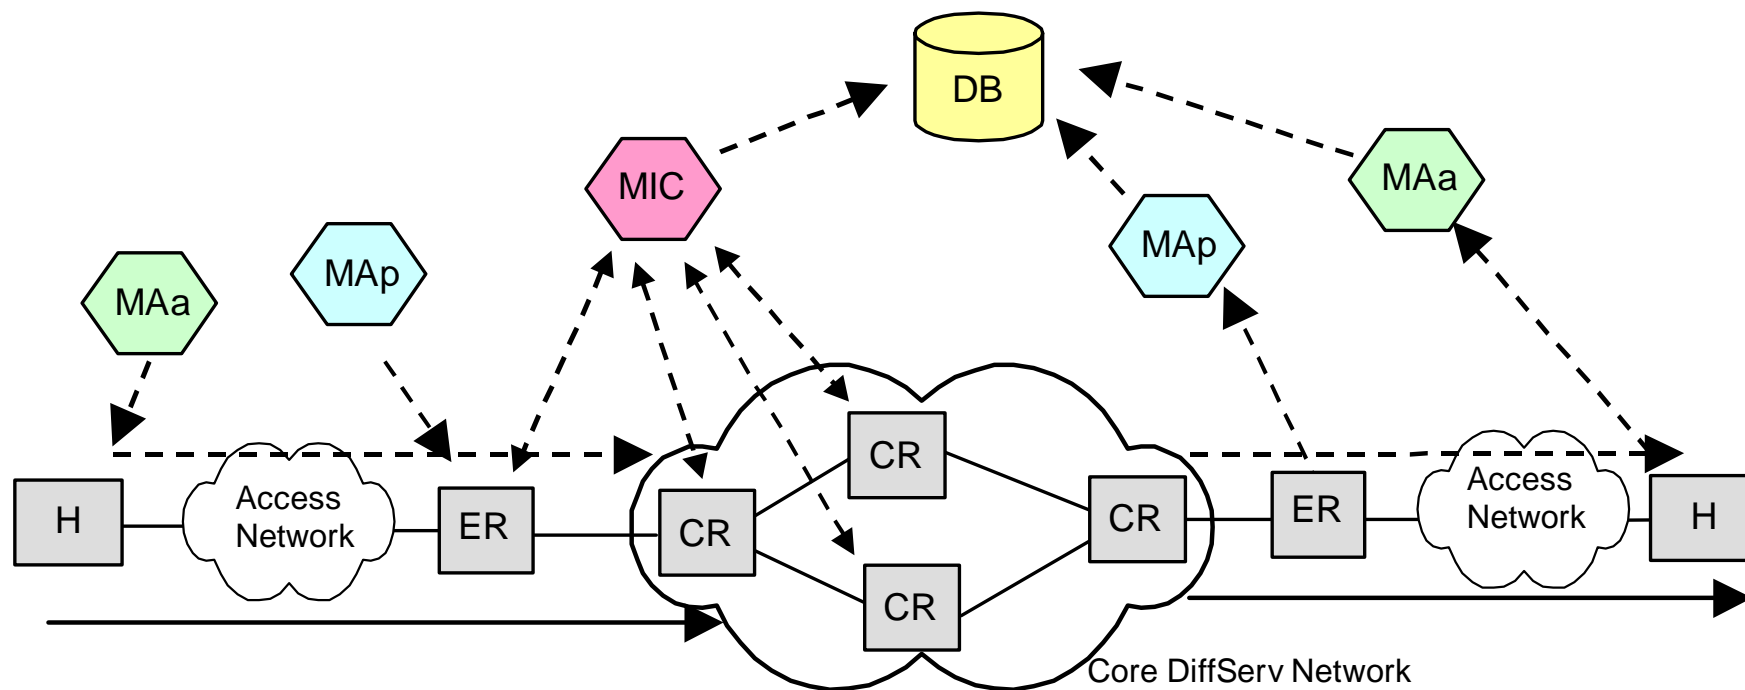 DB
MIC
MAa
MAp
MAp
MAa
H
Access
Network
ER
CR
CR
CR
CR
ER
Access
Network
H
Core DiffServ Network